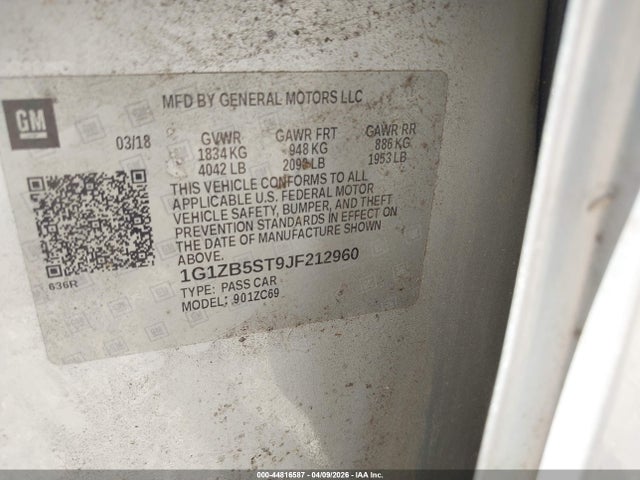 GM
MFD BY GENERAL MOTORS LLC
03/18
GVWR GAWR FRT GAWR RR
1834 KG 948 KG 886 KG
4042 LB 2090 LB 1953 LB
THIS VEHICLE CONFORMS TO ALL
APPLICABLE U.S. FEDERAL MOTOR
VEHICLE SAFETY, BUMPER, AND THEFT
PREVENTION STANDARDS IN EFFECT ON
THE DATE OF MANUFACTURE SHOWN
ABOVE.
636R
1G1ZB5ST9JF212960
TYPE: PASS CAR
MODEL: 901ZC69
000-44816587 - 04/09/2026 - IAA Inc.